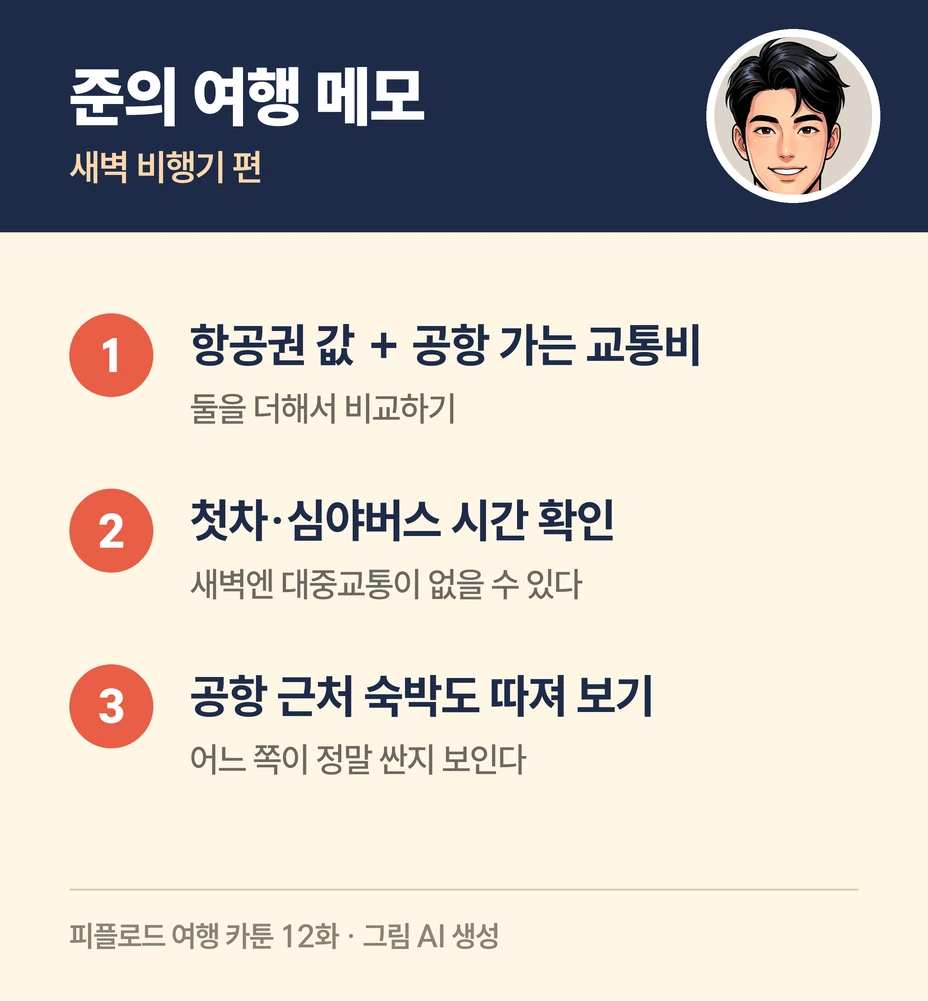 준의 여행 메모
새벽 비행기 편
1
항공권 값 + 공항 가는 교통비
둘을 더해서 비교하기
2
첫차·심야버스 시간 확인
새벽엔 대중교통이 없을 수 있다
3
공항 근처 숙박도 따져 보기
어느 쪽이 정말 싼지 보인다
피플로드 여행 카툰 12화 · 그림 AI 생성